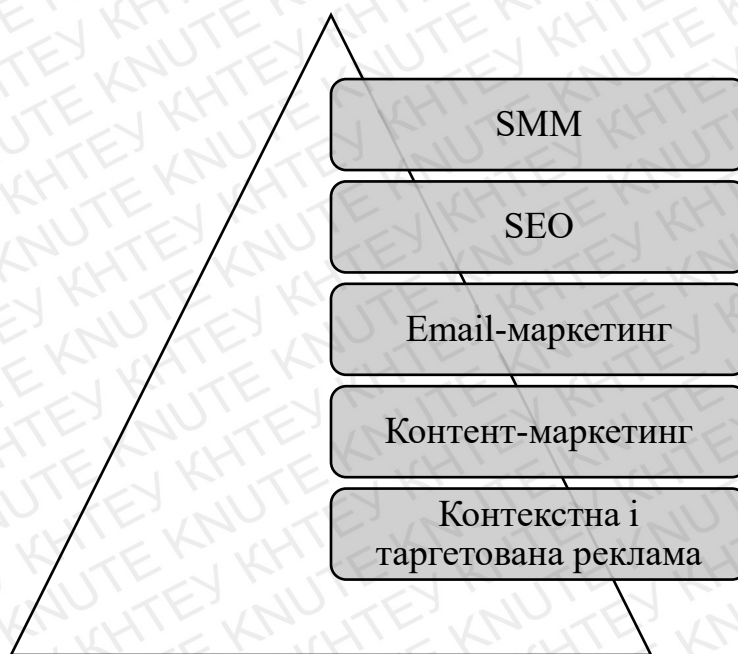 SMM
SEO
Email-маркетинг
Контент-маркетинг
Контекстна і
таргетована реклама